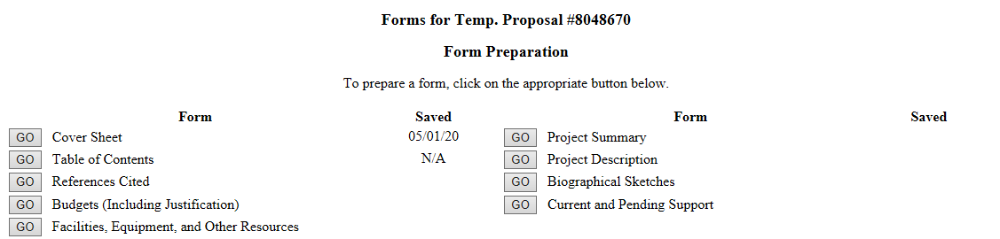 Forms for Temp. Proposal #8048670
Form Preparation
To prepare a form, click on the appropriate button below.
Form Saved Form Saved
GO Cover Sheet 05/01/20 GO Project Summary
GO Table of Contents N/A GO Project Description
GO References Cited GO Biographical Sketches
GO Budgets (Including Justification) GO Current and Pending Support
GO Facilities, Equipment, and Other Resources